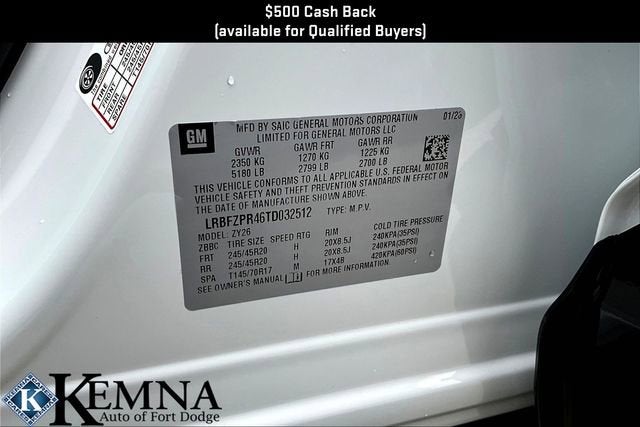 $500 Cash Back
(available for Qualified Buyers)
TIRE
FRONT
REAR
SPARE
GM
MFD BY SAIC GENERAL MOTORS CORPORATION
LIMITED FOR GENERAL MOTORS LLC
01/26
GVWR GAWR FRT GAWR RR
2350 KG 1270 KG 1225 KG
5180 LB 2799 LB 2700 LB
THIS VEHICLE CONFORMS TO ALL APPLICABLE U.S. FEDERAL MOTOR
VEHICLE SAFETY AND THEFT PREVENTION STANDARDS IN EFFECT ON
THE DATE OF MANUFACTURE SHOWN ABOVE.
LRBFZPR46TD032512 TYPE: M.P.V.
MODEL: ZY26
ZBBC TIRE SIZE SPEED RTG RIM COLD TIRE PRESSURE
FRT 245/45R20 H 20X8.5J 240KPA(35PSI)
RR 245/45R20 H 20X8.5J 240KPA(35PSI)
SPA T145/70R17 M 17X4B 420KPA(60PSI)
SEE OWNER'S MANUAL FOR MORE INFORMATION.
KEMNA
Auto of Fort Dodge